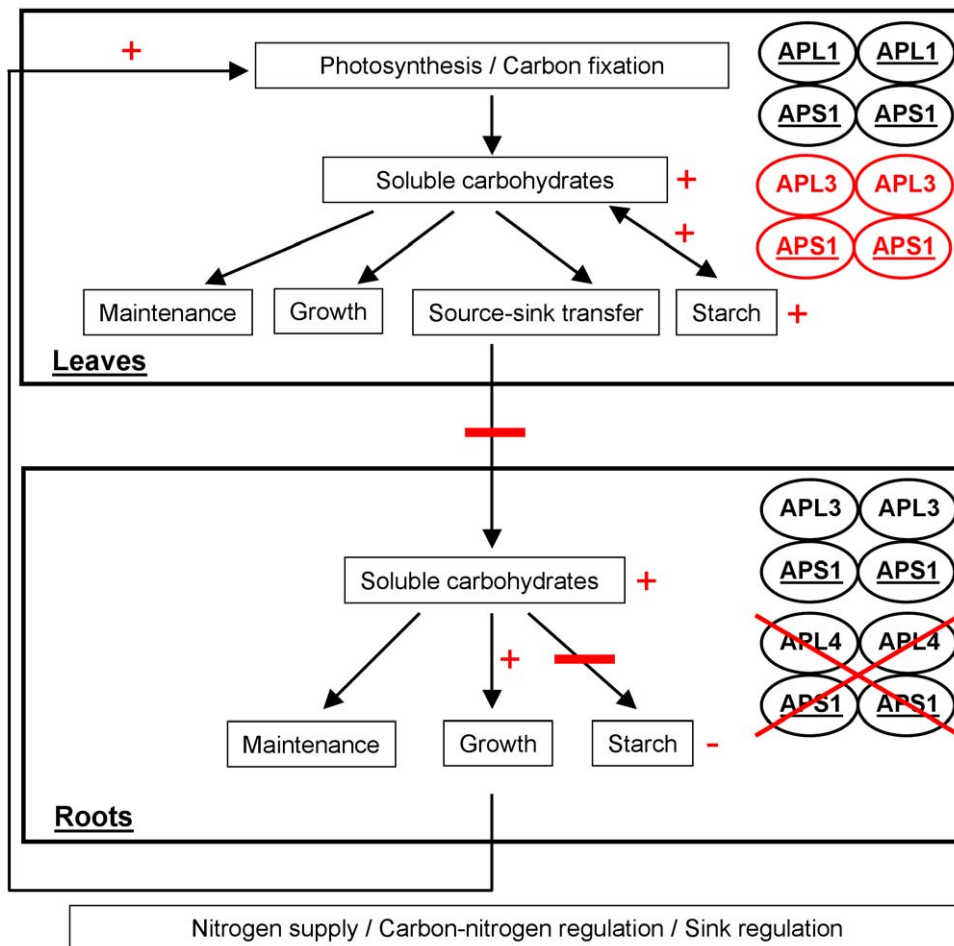 +
Photosynthesis / Carbon fixation
APL1 APL1
APS1 APS1
Soluble carbohydrates +
APL3 APL3
+
APS1 APS1
Maintenance Growth Source-sink transfer Starch +
Leaves
APL3 APL3
Soluble carbohydrates +
APS1 APS1
+
APL4 APL4
APS1 APS1
Maintenance Growth Starch -
Roots
Nitrogen supply / Carbon-nitrogen regulation / Sink regulation